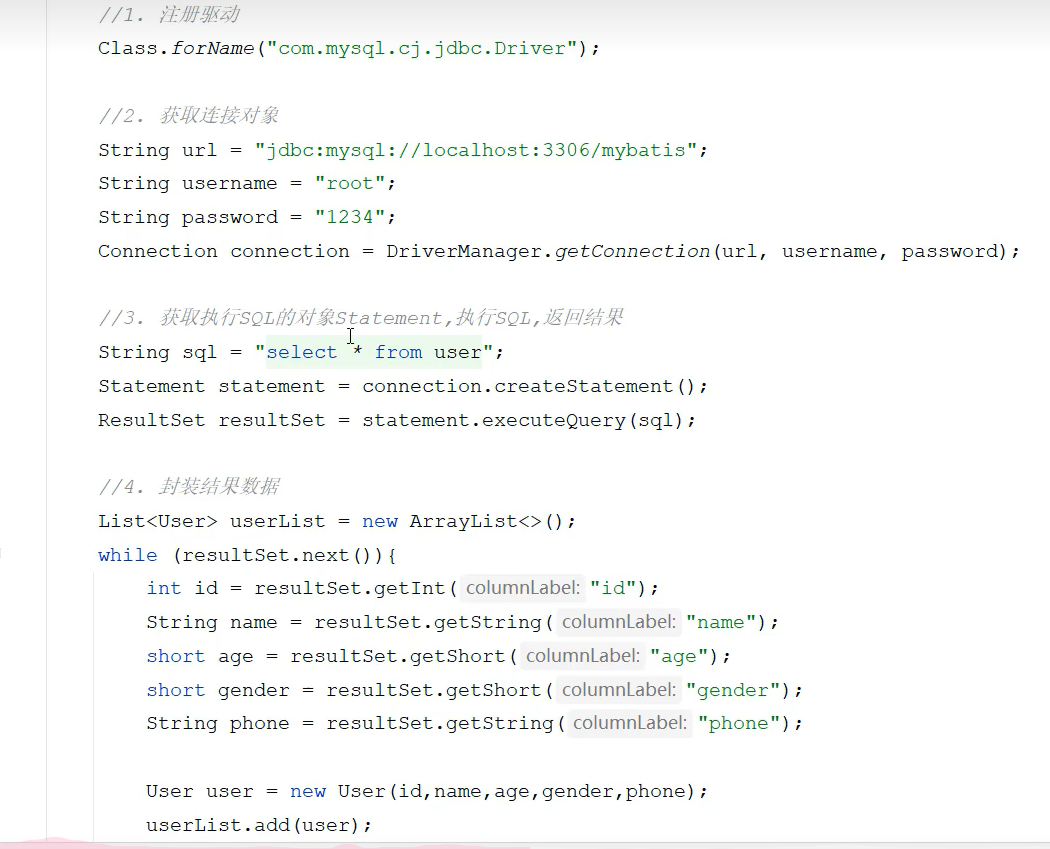 //1. 注册驱动
Class.forName("com.mysql.cj.jdbc.Driver");
//2. 获取连接对象
String url = "jdbc:mysql://localhost:3306/mybatis";
String username = "root";
String password = "1234";
Connection connection = DriverManager.getConnection(url, username, password);
//3. 获取执行SQL的对象Statement,执行SQL,返回结果
String sql = "select * from user";
Statement statement = connection.createStatement();
ResultSet resultSet = statement.executeQuery(sql);
//4. 封装结果数据
List<User> userList = new ArrayList<>();
while (resultSet.next()){
    int id = resultSet.getInt( columnLabel: "id");
    String name = resultSet.getString( columnLabel: "name");
    short age = resultSet.getShort( columnLabel: "age");
    short gender = resultSet.getShort( columnLabel: "gender");
    String phone = resultSet.getString( columnLabel: "phone");
    User user = new User(id,name,age,gender,phone);
    userList.add(user);